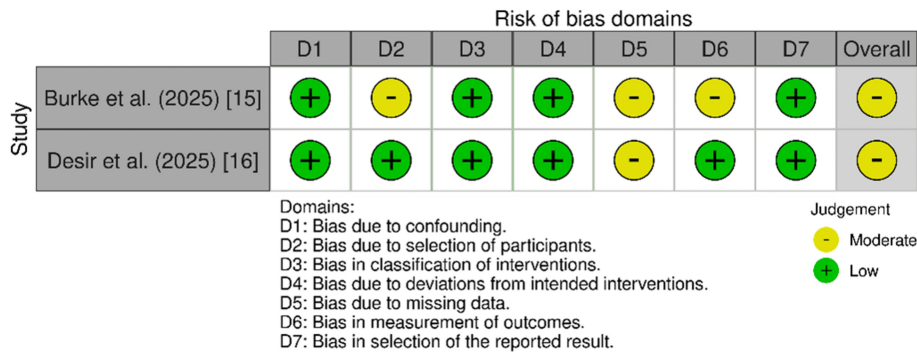 Risk of bias domains
D1 D2 D3 D4 D5 D6 D7 Overall
Study
Burke et al. (2025) [15] + - + + - - + -
Desir et al. (2025) [16] + + + + - + + -
Domains:
D1: Bias due to confounding.
D2: Bias due to selection of participants.
D3: Bias in classification of interventions.
D4: Bias due to deviations from intended interventions.
D5: Bias due to missing data.
D6: Bias in measurement of outcomes.
D7: Bias in selection of the reported result.
Judgement
- Moderate
+ Low